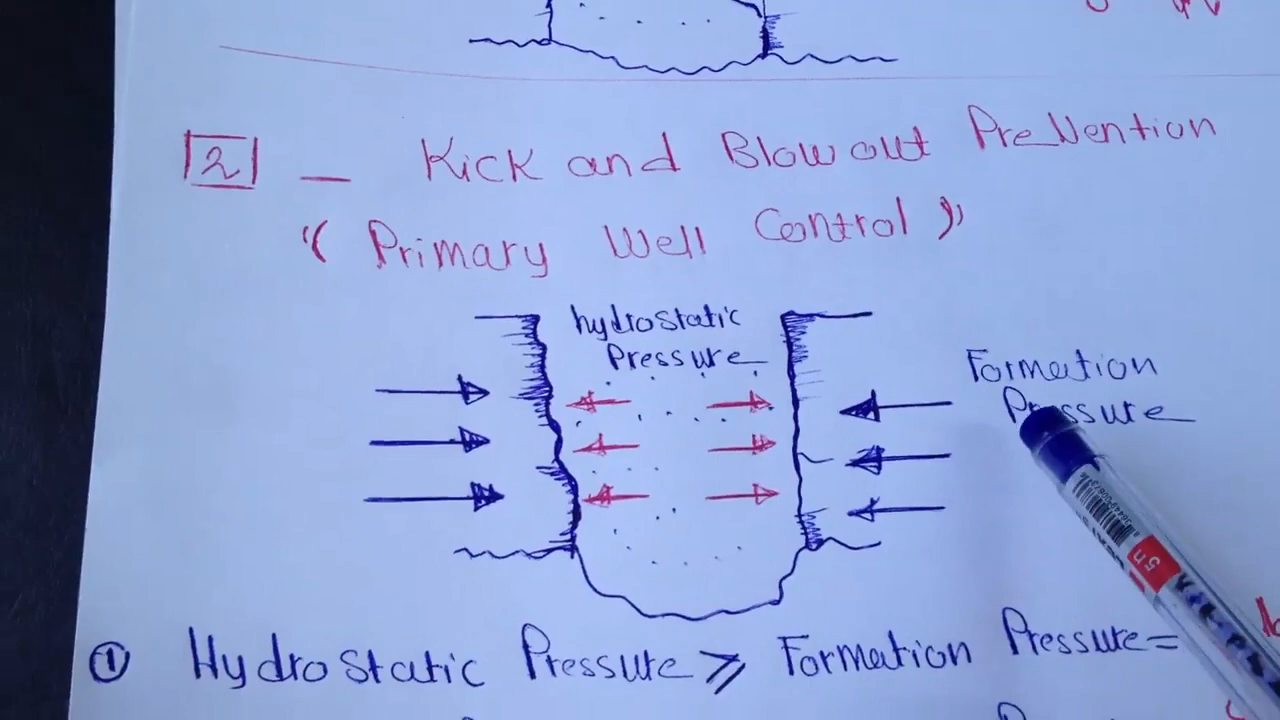 2 – Kick and Blowout Prevention
(( Primary Well Control ))
hydrostatic
Pressure
Formation
Pressure
① Hydrostatic Pressure ⩾ Formation Pressure =